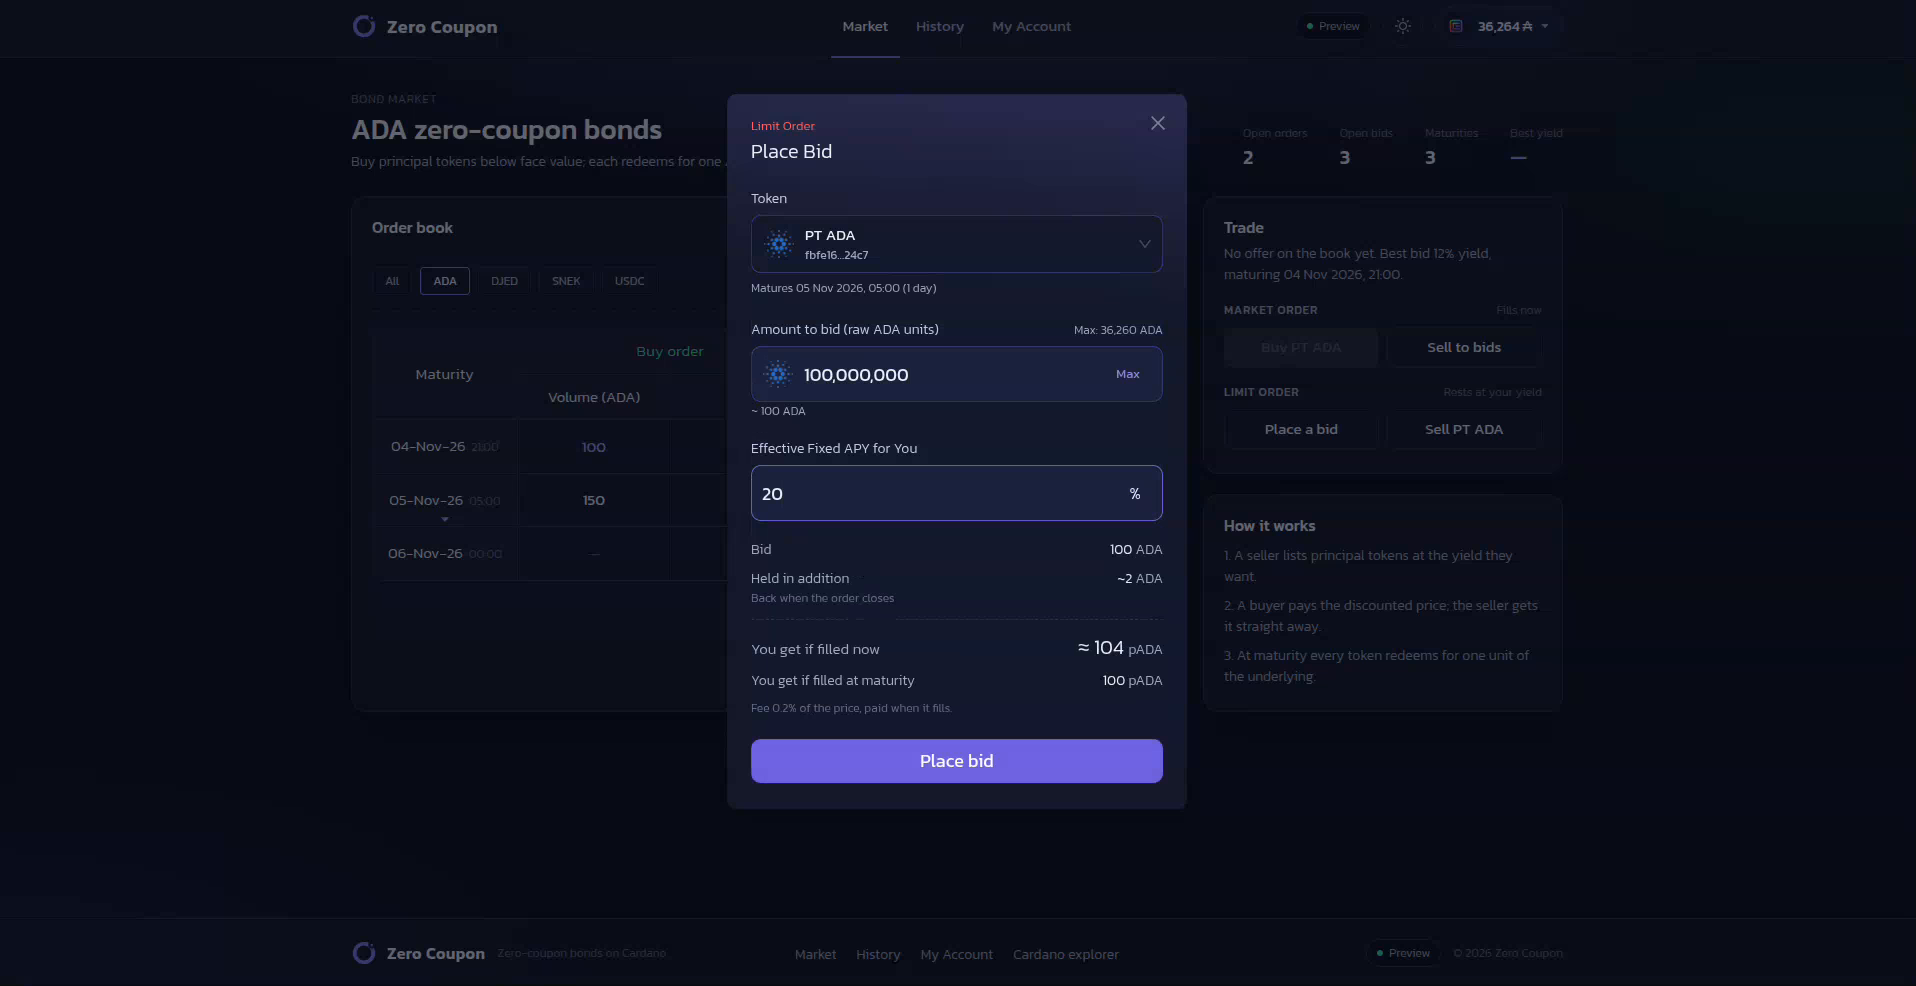 Zero Coupon
Market History My Account
Preview
36,264 ₳
BOND MARKET
ADA zero-coupon bonds
Buy principal tokens below face value; each redeems for one
Open orders Open bids Maturities Best yield
2 3 3 —
Order book
All ADA DJED SNEK USDC
Buy order
Maturity
Volume (ADA)
04-Nov-26 21:00 100
05-Nov-26 05:00 150
06-Nov-26 00:00 —
Limit Order
Place Bid
Token
PT ADA
fbfe16...24c7
Matures 05 Nov 2026, 05:00 (1 day)
Amount to bid (raw ADA units) Max: 36,260 ADA
100,000,000 Max
~ 100 ADA
Effective Fixed APY for You
20 %
Bid 100 ADA
Held in addition ~2 ADA
Back when the order closes
You get if filled now ≈ 104 pADA
You get if filled at maturity 100 pADA
Fee 0.2% of the price, paid when it fills.
Place bid
Trade
No offer on the book yet. Best bid 12% yield,
maturing 04 Nov 2026, 21:00.
MARKET ORDER Fills now
Buy PT ADA Sell to bids
LIMIT ORDER Rests at your yield
Place a bid Sell PT ADA
How it works
1. A seller lists principal tokens at the yield they
want.
2. A buyer pays the discounted price; the seller gets
it straight away.
3. At maturity every token redeems for one unit of
the underlying.
Zero Coupon Zero-coupon bonds on Cardano
Market History My Account Cardano explorer
Preview © 2026 Zero Coupon